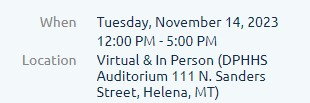 When Tuesday, November 14, 2023
12:00 PM - 5:00 PM
Location Virtual & In Person (DPHHS
Auditorium 111 N. Sanders
Street, Helena, MT)